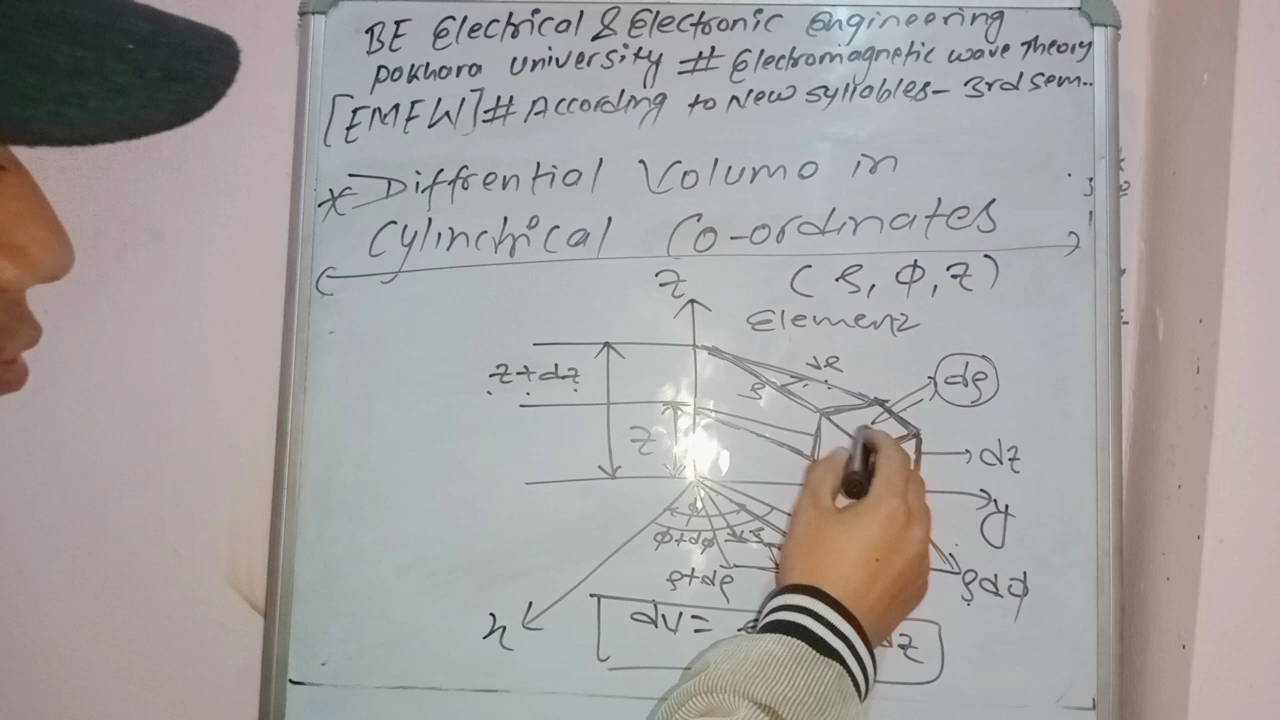 BE Electrical & Electronic Engineering
pokhara university # Electromagnetic wave Theory
[EMEW] # According to New syllables - 3rd sem..
* Diffrential Volumo in
Cylinchrical Co-ordinates
z (ρ, ϕ, z)
Element
z+dz ρ dρ
z dz
y
ϕ
ϕ+dϕ ρ
ρ+dρ ρdϕ
x dv= dz